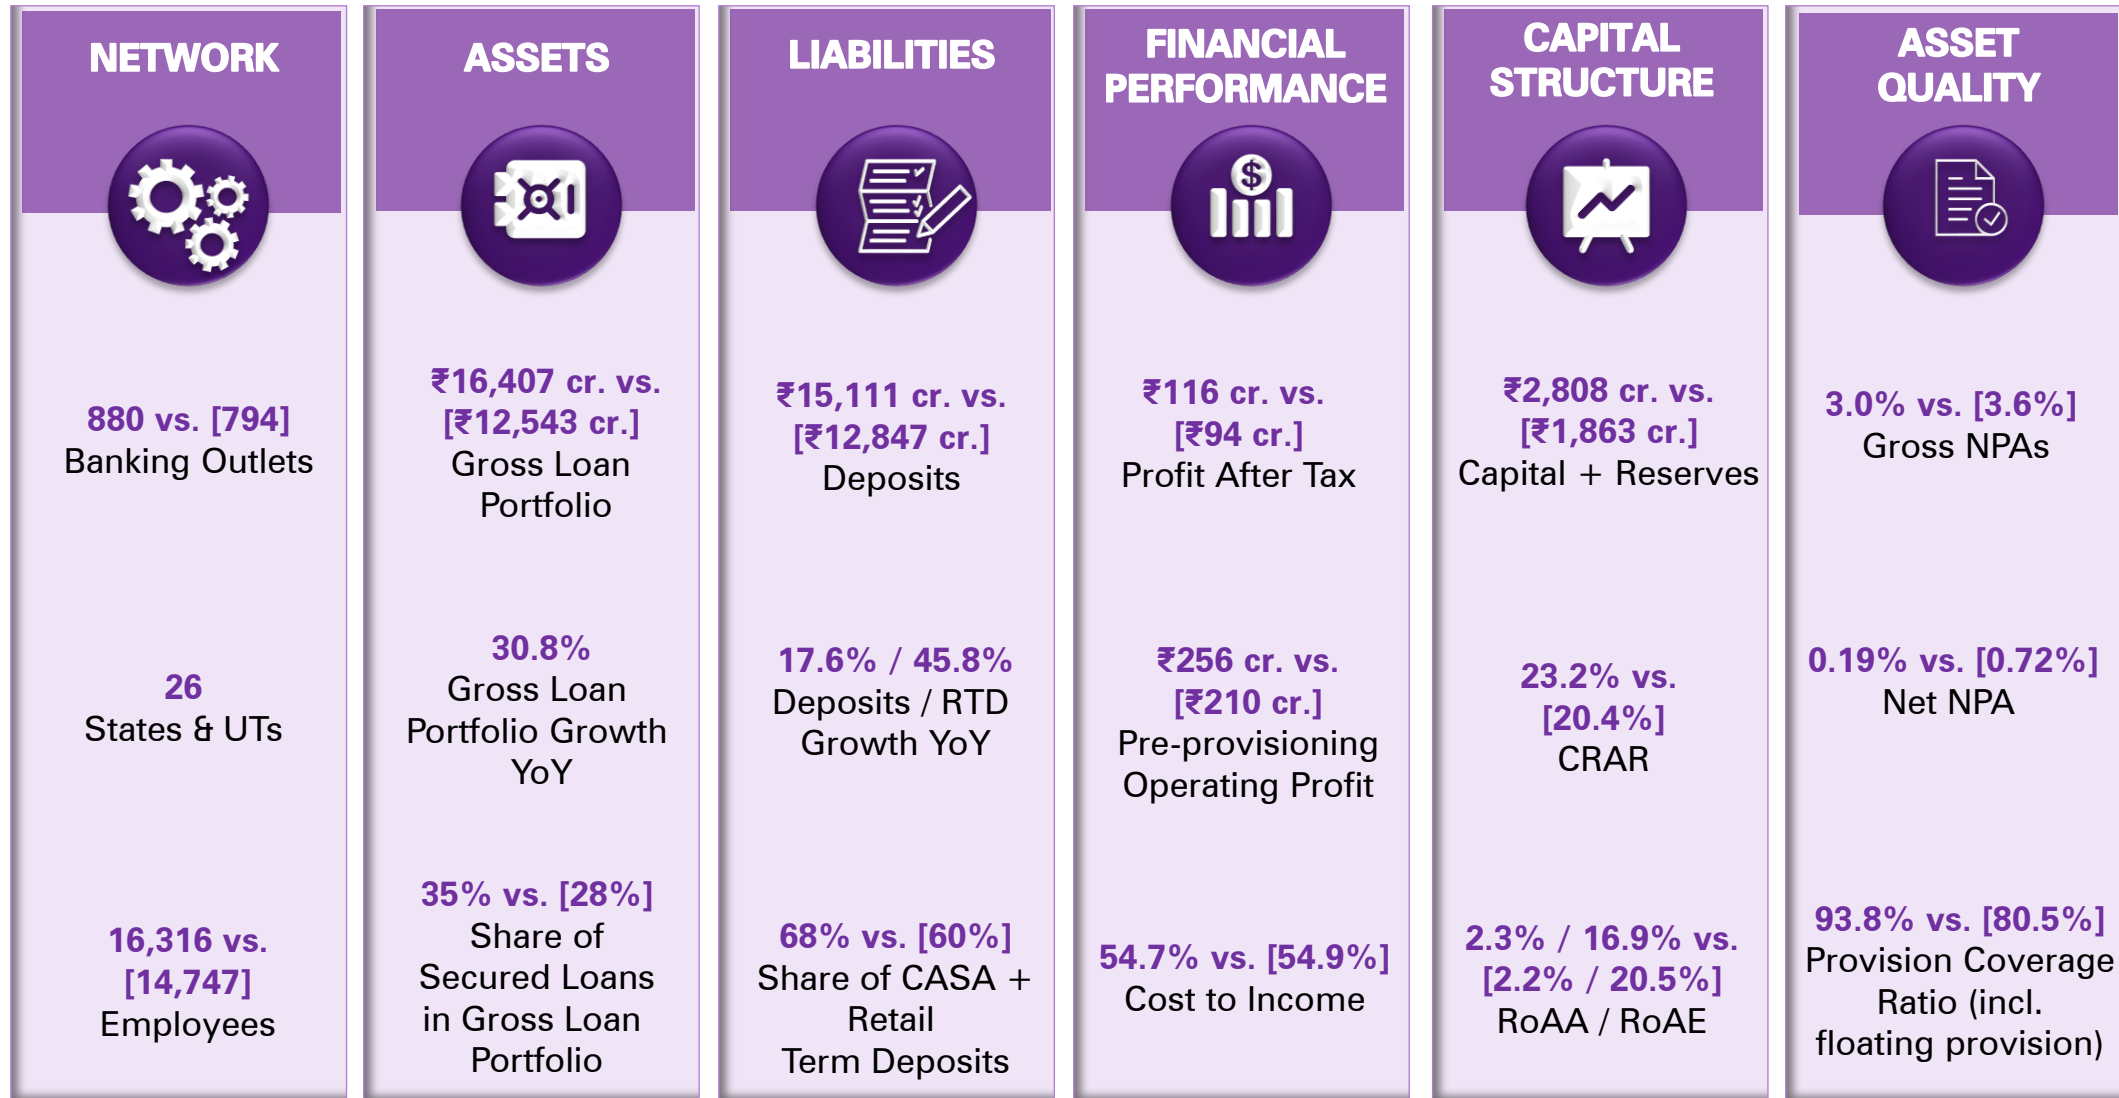 NETWORK
880 vs. [794]
Banking Outlets
26
States & UTs
16,316 vs.
[14,747]
Employees
ASSETS
₹16,407 cr. vs.
[₹12,543 cr.]
Gross Loan
Portfolio
30.8%
Gross Loan
Portfolio Growth
YoY
35% vs. [28%]
Share of
Secured Loans
in Gross Loan
Portfolio
LIABILITIES
₹15,111 cr. vs.
[₹12,847 cr.]
Deposits
17.6% / 45.8%
Deposits / RTD
Growth YoY
68% vs. [60%]
Share of CASA +
Retail
Term Deposits
FINANCIAL
PERFORMANCE
$
₹116 cr. vs.
[₹94 cr.]
Profit After Tax
₹256 cr. vs.
[₹210 cr.]
Pre-provisioning
Operating Profit
54.7% vs. [54.9%]
Cost to Income
CAPITAL
STRUCTURE
₹2,808 cr. vs.
[₹1,863 cr.]
Capital + Reserves
23.2% vs.
[20.4%]
CRAR
2.3% / 16.9% vs.
[2.2% / 20.5%]
RoAA / RoAE
ASSET
QUALITY
3.0% vs. [3.6%]
Gross NPAs
0.19% vs. [0.72%]
Net NPA
93.8% vs. [80.5%]
Provision Coverage
Ratio (incl.
floating provision)